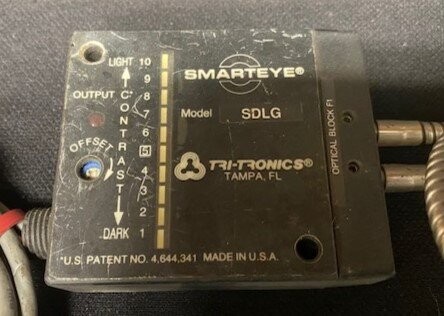 LIGHT 10
9
OUTPUT 8
7
6
5
4
3
2
DARK 1
CONTRAST
OFFSET
SMARTEYE®
Model SDLG
TRI-TRONICS®
TAMPA, FL
OPTICAL BLOCK F1
*U.S. PATENT NO. 4,644,341 MADE IN U.S.A.